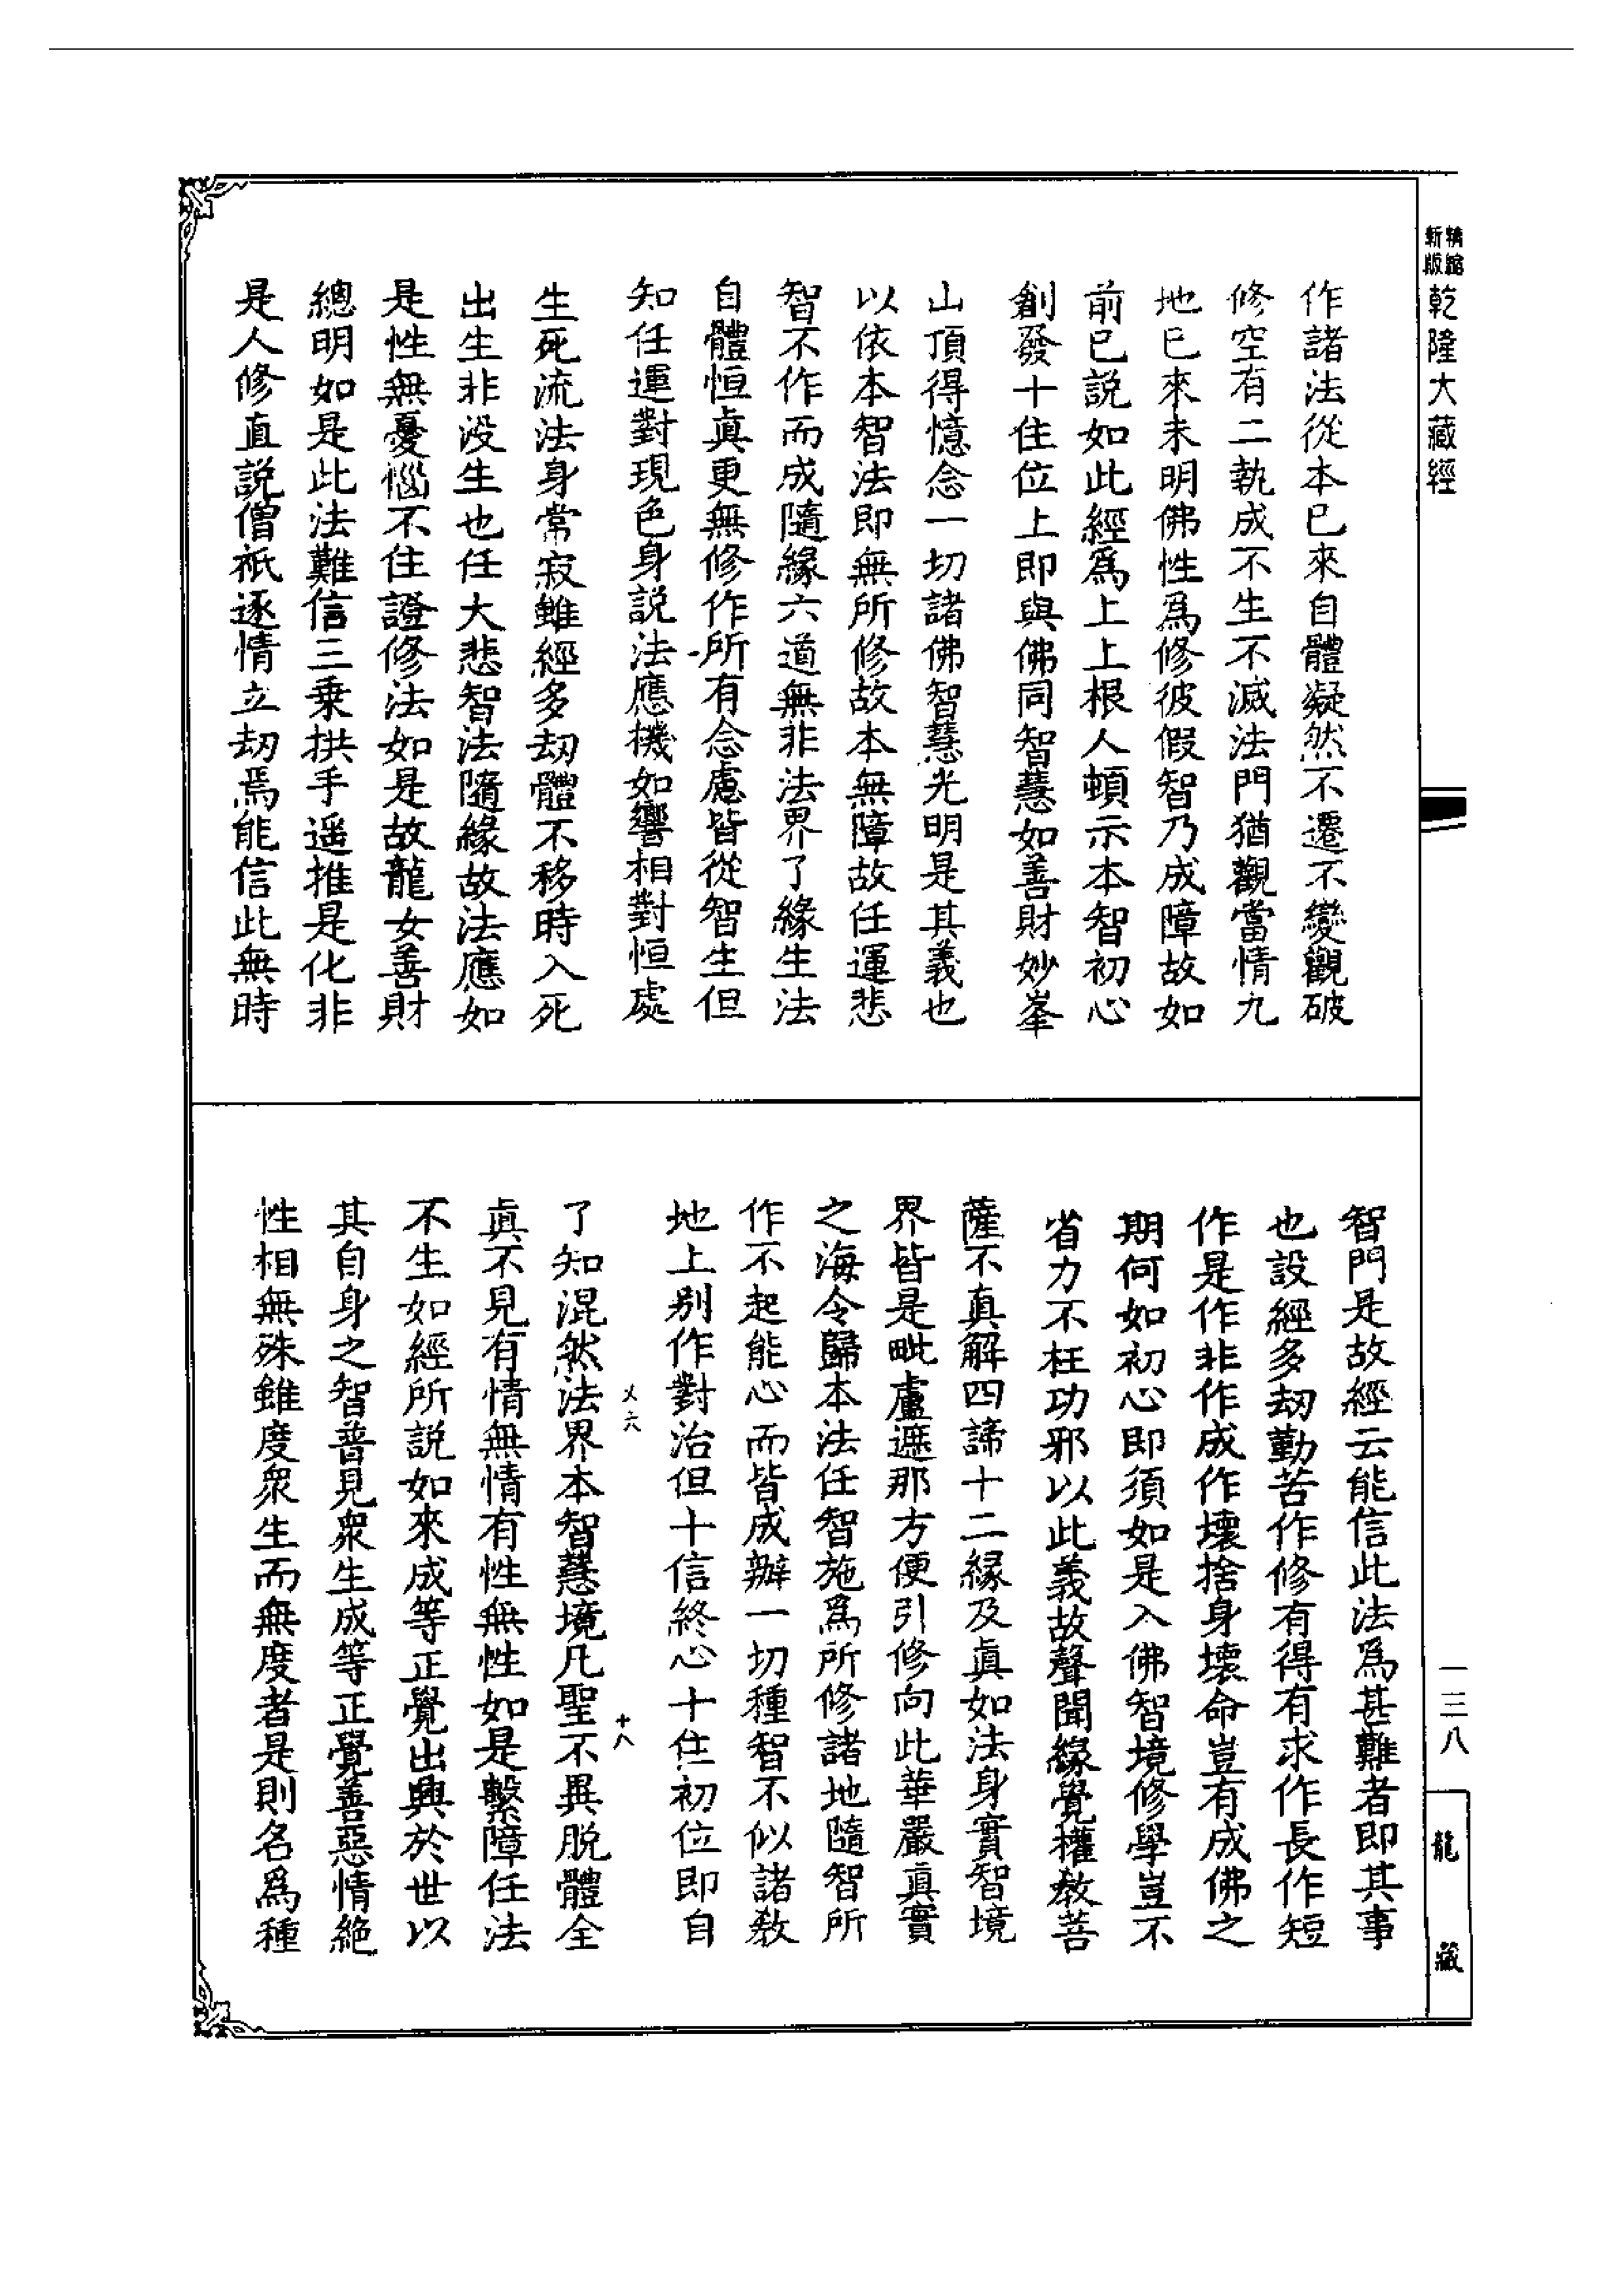 精縮
新版
乾隆大藏經
一三八
龍藏
作諸法從本已來自體凝然不遷不變觀破
修空有二執成不生不滅法門猶觀當情九
地已來未明佛性為修彼假智乃成障故如
前已說如此經為上上根人頓示本智初心
創發十住位上即與佛同智慧如善財妙峯
山頂得憶念一切諸佛智慧光明是其義也
以依本智法即無所修故本無障故任運悲
智不作而成隨緣六道無非法界了緣生法
自體恒真更無修作所有念慮皆從智生但
知任運對現色身說法應機如響相對恒處
生死流法身常寂雖經多劫體不移時入死
出生非沒生也任大悲智法隨緣故法應如
是性無憂惱不住證修法如是故龍女善財
總明如是此法難信三乗拱手遥推是化非
是人修直說僧祇逐情立劫焉能信此無時
智門是故經云能信此法為甚難者即其事
也設經多劫勤苦作修有得有求作長作短
作是作非作成作壞捨身壞命豈有成佛之
期何如初心即須如是入佛智境修學豈不
省力不枉功邪以此義故聲聞緣覺權教菩
薩不真解四諦十二緣及真如法身實智境
界皆是毗盧遮那方便引修向此華嚴真實
之海令歸本法任智施為所修諸地隨智所
作不起能心而皆成辦一切種智不似諸教
地上別作對治但十信終心十住初位即自
乂六
十八
了知混然法界本智慧境凡聖不異脫體全
真不見有情無情有性無性如是繫障任法
不生如經所說如來成等正覺出興於世以
其自身之智普見衆生成等正覺善惡情絶
性相無殊雖度衆生而無度者是則名為種